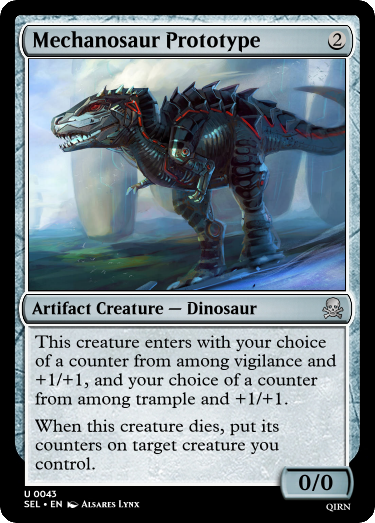 Mechanosaur Prototype 2
Artifact Creature — Dinosaur
This creature enters with your choice
of a counter from among vigilance and
+1/+1, and your choice of a counter
from among trample and +1/+1.
When this creature dies, put its
counters on target creature you
control.
0/0
U 0043
SEL • EN Alsares Lynx
QIRN